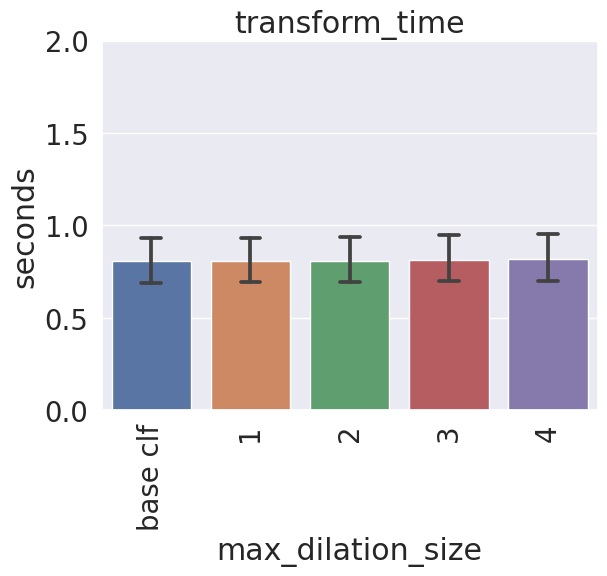 transform_time
2.0
1.5
1.0
0.5
0.0
seconds
base clf
1
2
3
4
max_dilation_size